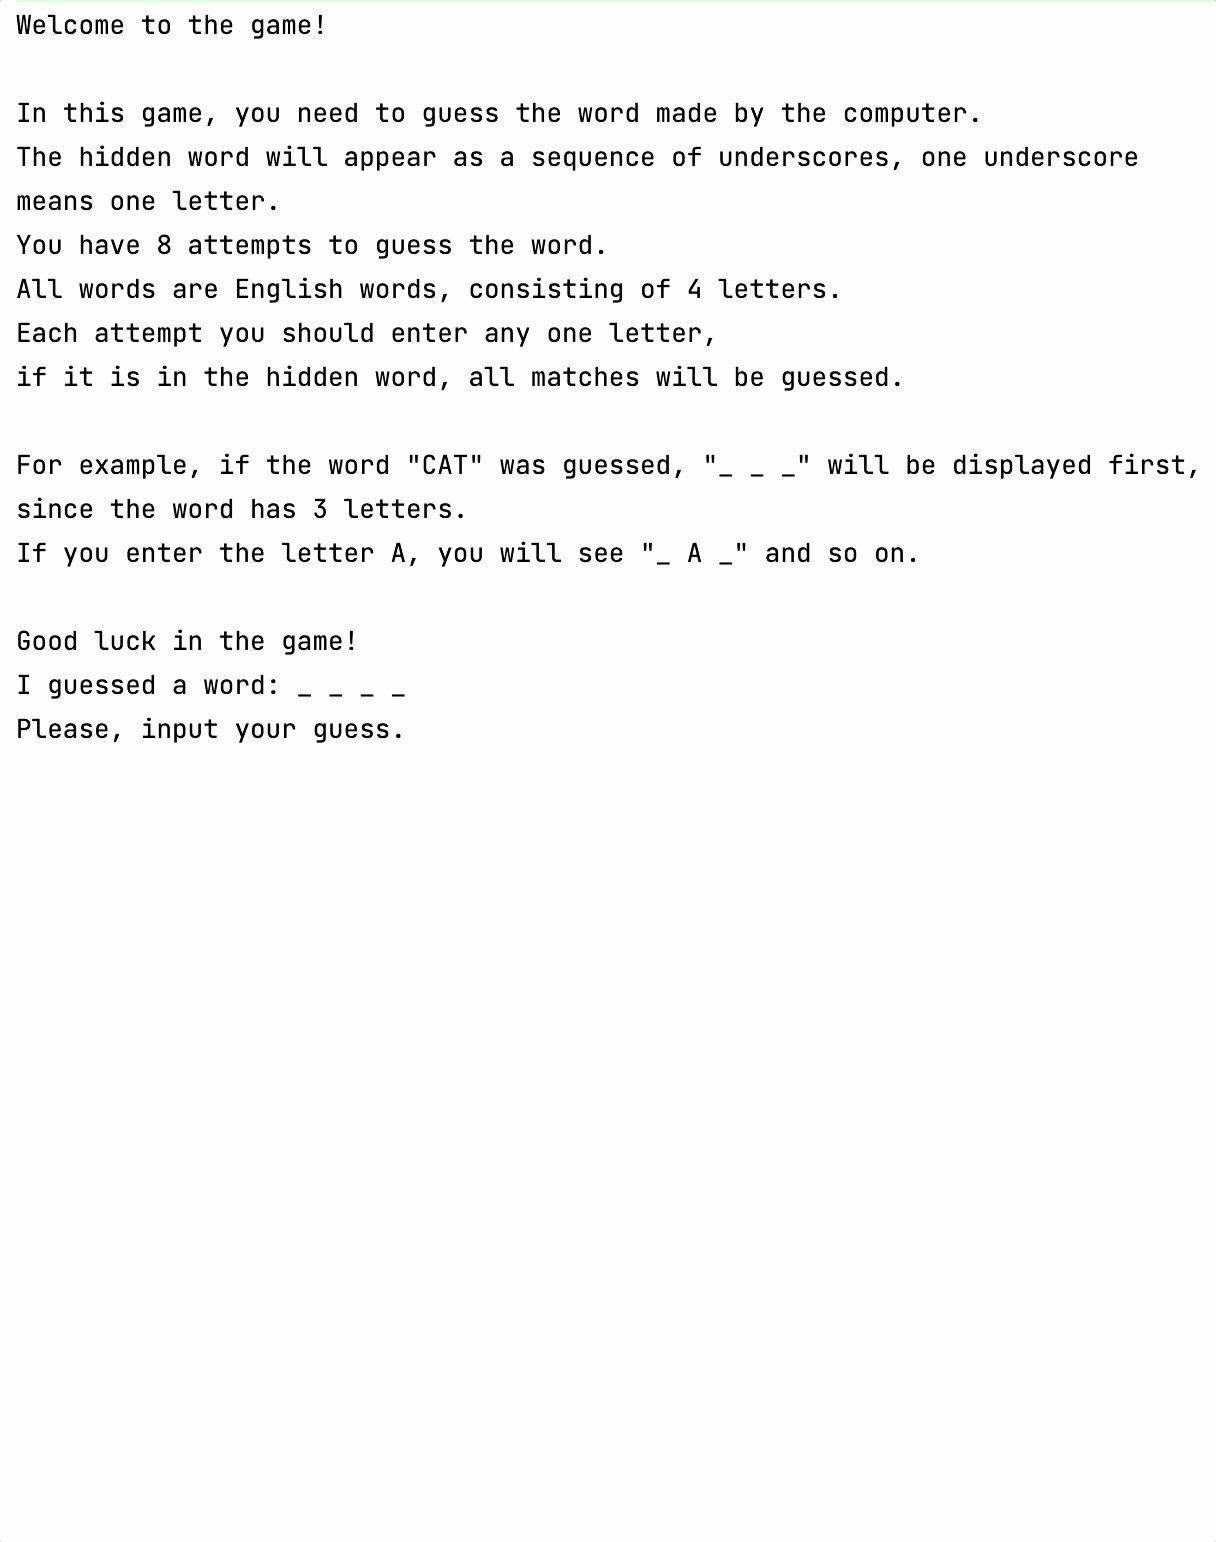 Welcome to the game!
In this game, you need to guess the word made by the computer.
The hidden word will appear as a sequence of underscores, one underscore
means one letter.
You have 8 attempts to guess the word.
All words are English words, consisting of 4 letters.
Each attempt you should enter any one letter,
if it is in the hidden word, all matches will be guessed.
For example, if the word "CAT" was guessed, "_ _ _" will be displayed first,
since the word has 3 letters.
If you enter the letter A, you will see "_ A _" and so on.
Good luck in the game!
I guessed a word: _ _ _ _
Please, input your guess.